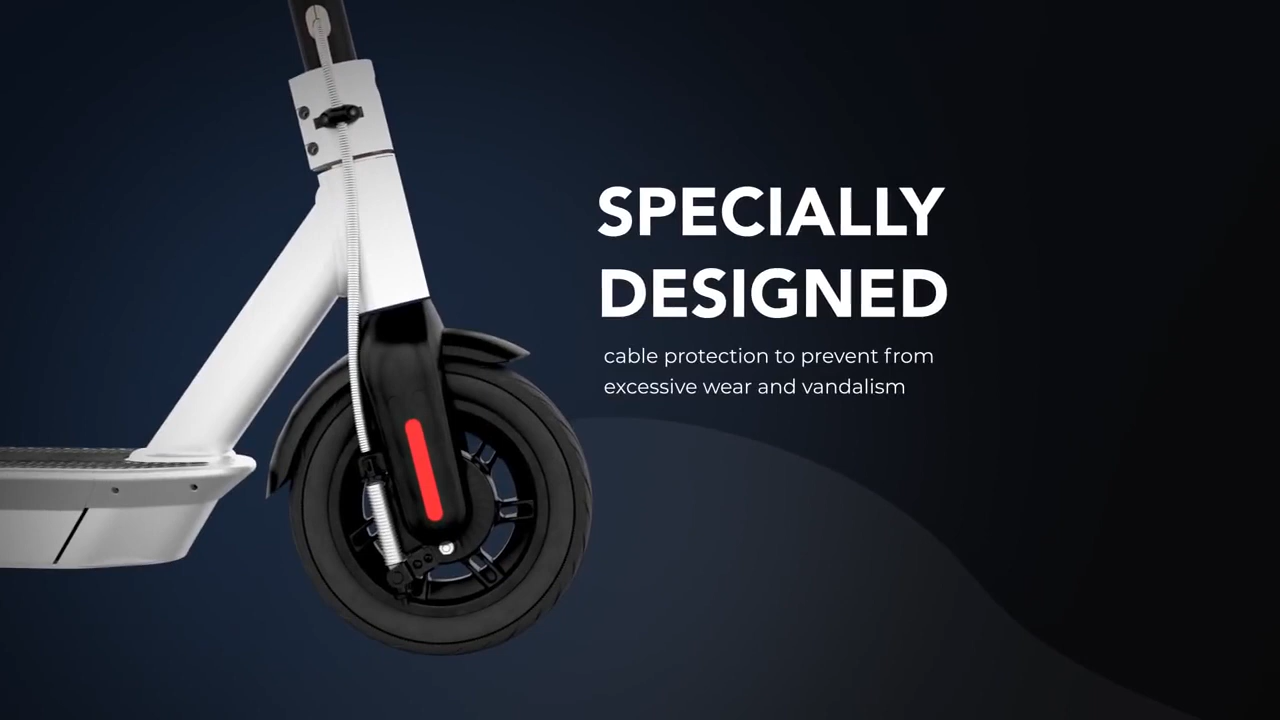 SPECIALLY
DESIGNED
cable protection to prevent from
excessive wear and vandalism